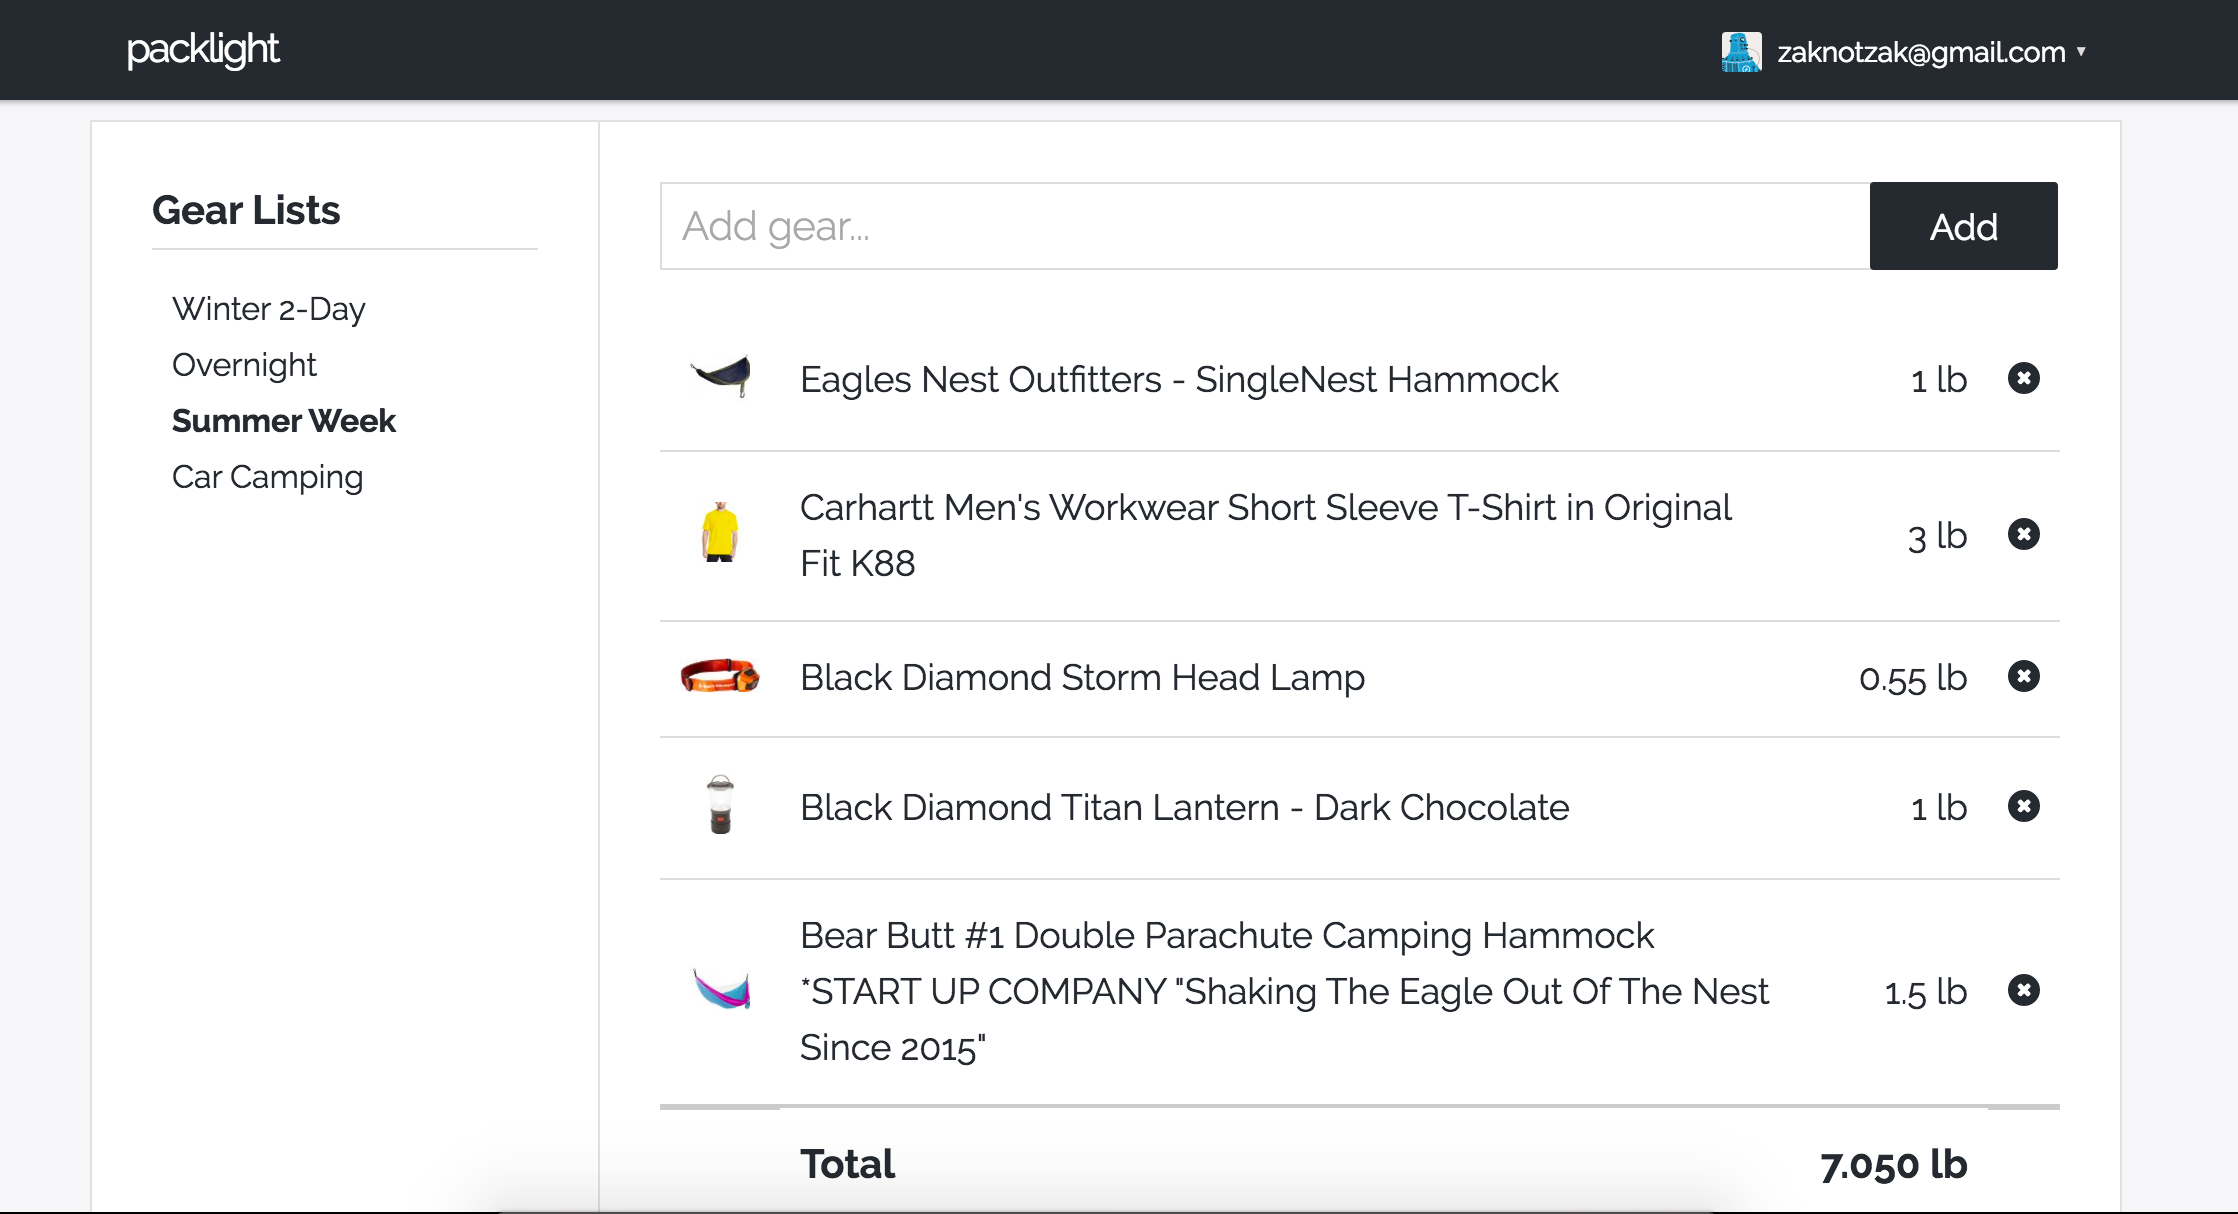 packlight
zaknotzak@gmail.com
Gear Lists
Winter 2-Day
Overnight
Summer Week
Car Camping
Add gear...
Add
Eagles Nest Outfitters - SingleNest Hammock
1 lb
Carhartt Men's Workwear Short Sleeve T-Shirt in Original
Fit K88
3 lb
Black Diamond Storm Head Lamp
0.55 lb
Black Diamond Titan Lantern - Dark Chocolate
1 lb
Bear Butt #1 Double Parachute Camping Hammock
*START UP COMPANY "Shaking The Eagle Out Of The Nest
Since 2015"
1.5 lb
Total
7.050 lb